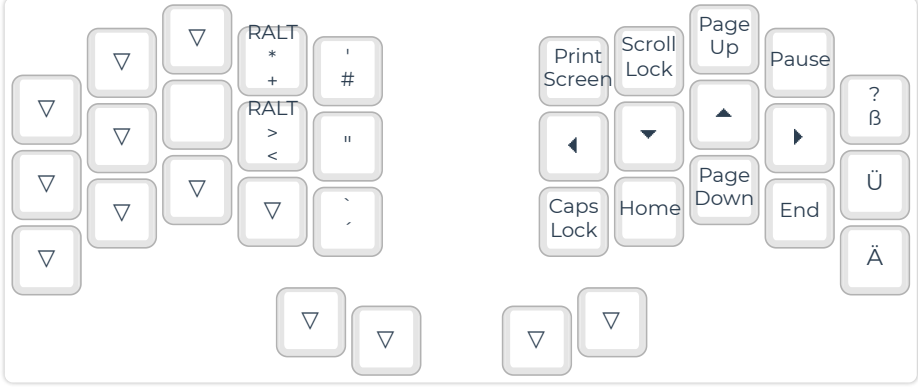 ▽ ▽ ▽ RALT * + ' #
▽ ▽ RALT > < "
▽ ▽ ▽ ▽ ` ´
Print Screen Scroll Lock Page Up Pause ? ß
◀ ▼ ▲ ▶ Ü
Caps Lock Home Page Down End Ä
▽ ▽ ▽ ▽